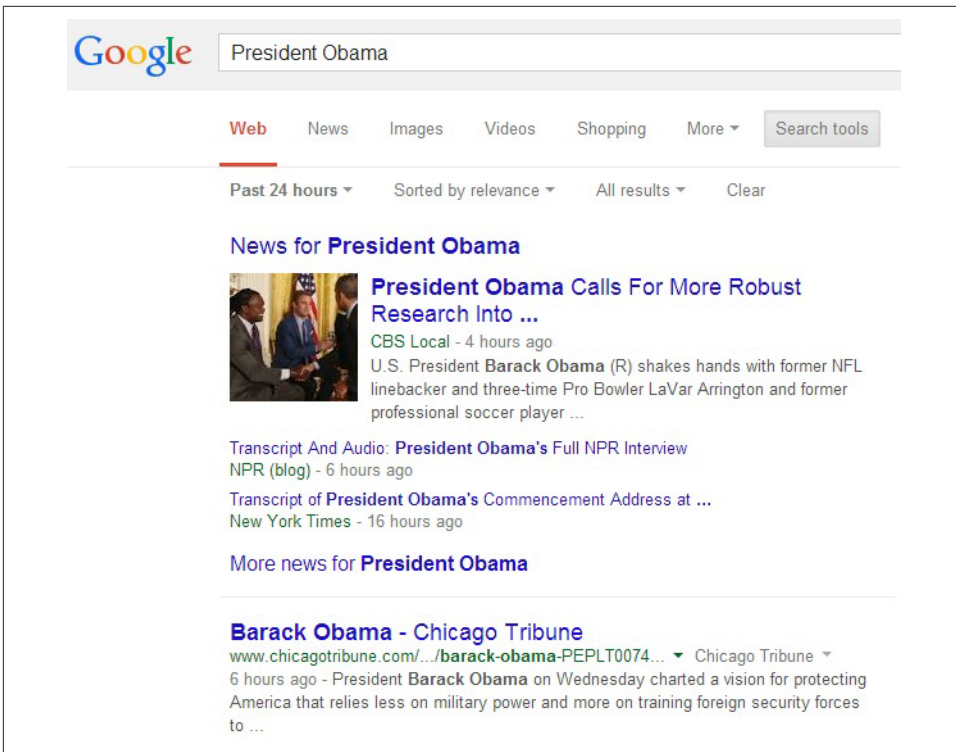 Google
President Obama
Web News Images Videos Shopping More Search tools
Past 24 hours Sorted by relevance All results Clear
News for President Obama
President Obama Calls For More Robust
Research Into ...
CBS Local - 4 hours ago
U.S. President Barack Obama (R) shakes hands with former NFL
linebacker and three-time Pro Bowler LaVar Arrington and former
professional soccer player ...
Transcript And Audio: President Obama's Full NPR Interview
NPR (blog) - 6 hours ago
Transcript of President Obama's Commencement Address at ...
New York Times - 16 hours ago
More news for President Obama
Barack Obama - Chicago Tribune
www.chicagotribune.com/.../barack-obama-PEPLT0074... Chicago Tribune
6 hours ago - President Barack Obama on Wednesday charted a vision for protecting
America that relies less on military power and more on training foreign security forces
to ...